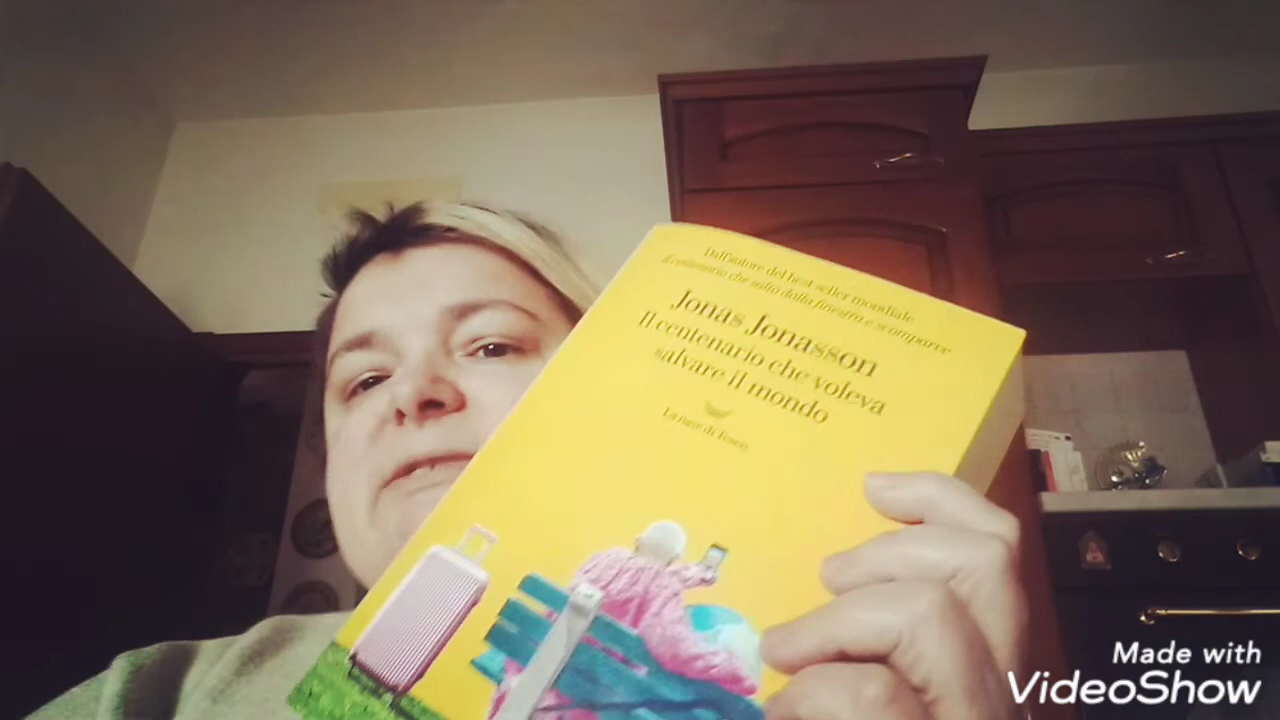 Dall'autore del best seller mondiale
Il centenario che saltò dalla finestra e scomparve
Jonas Jonasson
Il centenario che voleva
salvare il mondo
La nave di Teseo
Made with
VideoShow